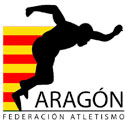 ARAGÓN
FEDERACIÓN ATLETISMO